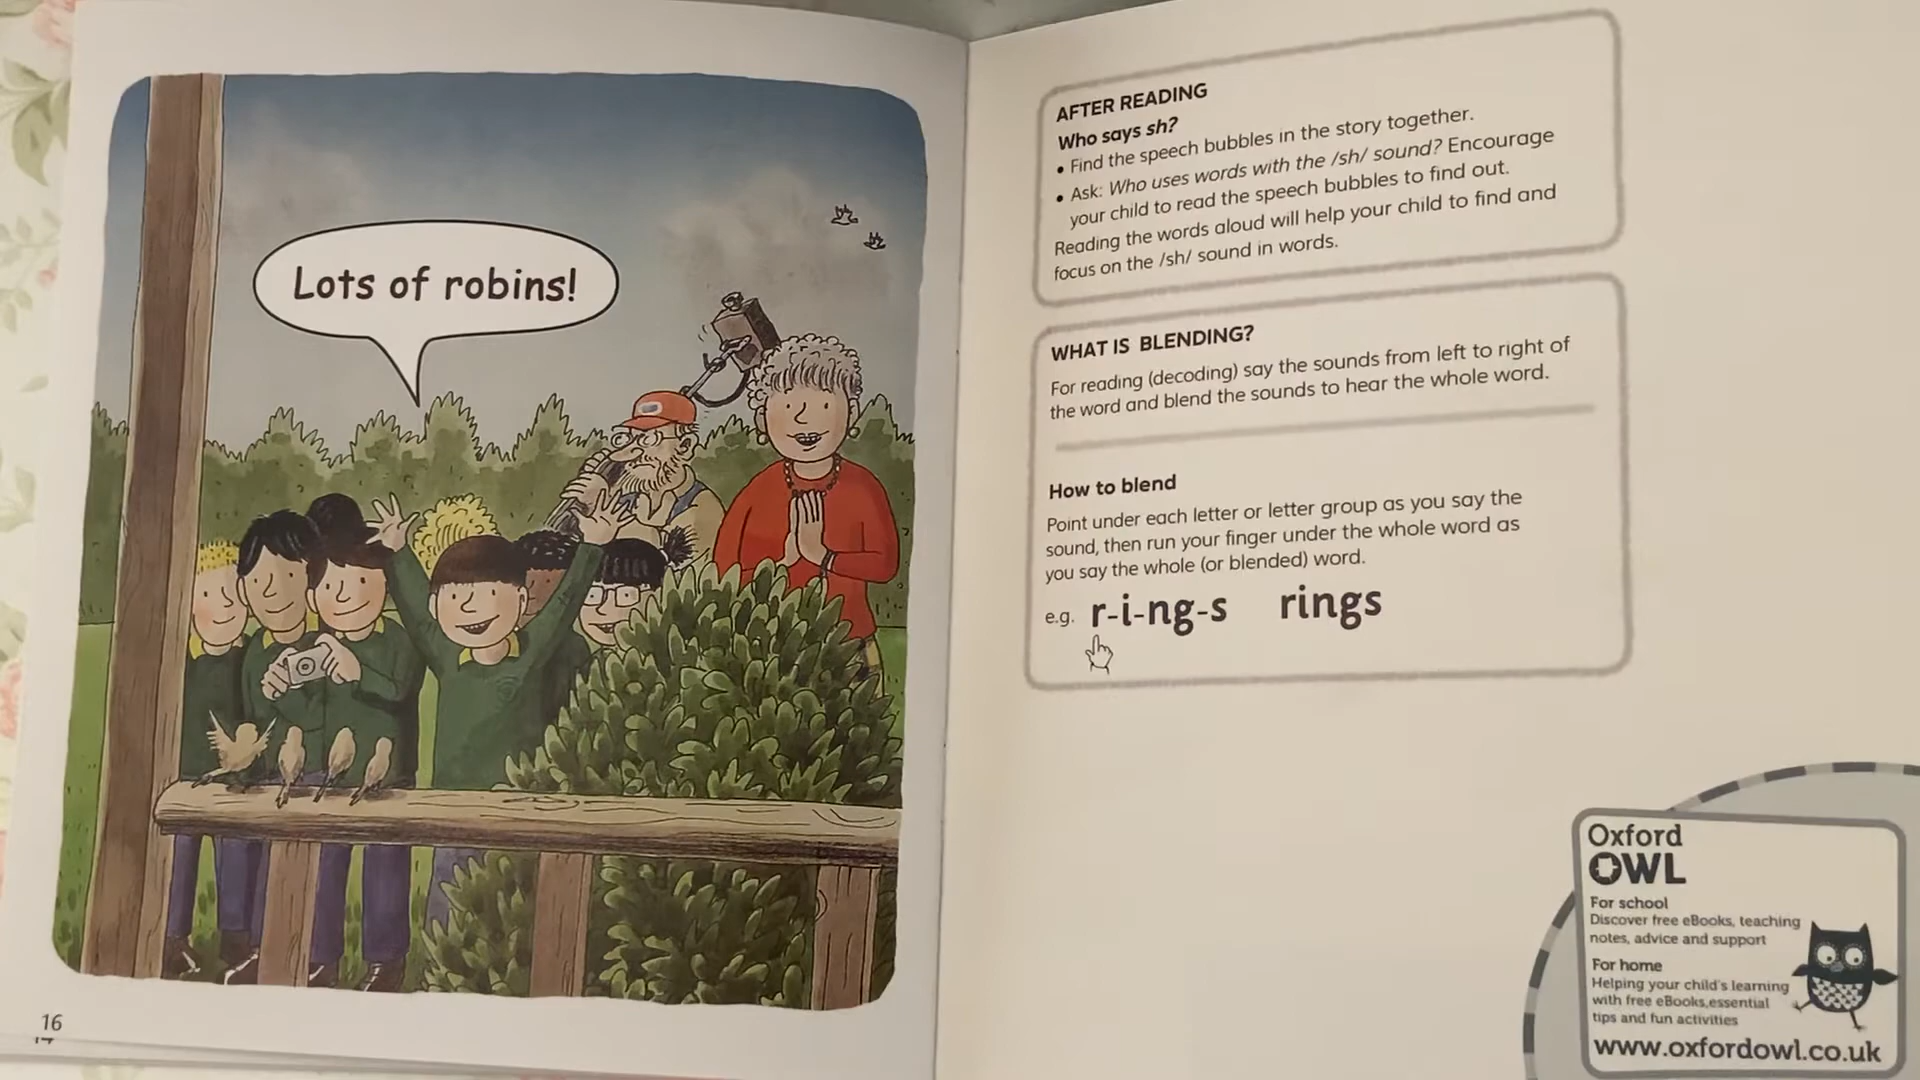 Lots of robins!
16
AFTER READING
Who says sh?
• Find the speech bubbles in the story together.
• Ask: Who uses words with the /sh/ sound? Encourage
your child to read the speech bubbles to find out.
Reading the words aloud will help your child to find and
focus on the /sh/ sound in words.
WHAT IS BLENDING?
For reading (decoding) say the sounds from left to right of
the word and blend the sounds to hear the whole word.
How to blend
Point under each letter or letter group as you say the
sound, then run your finger under the whole word as
you say the whole (or blended) word.
e.g. r-i-ng-s rings
Oxford
OWL
For school
Discover free eBooks, teaching
notes, advice and support
For home
Helping your child's learning
with free eBooks,essential
tips and fun activities
www.oxfordowl.co.uk